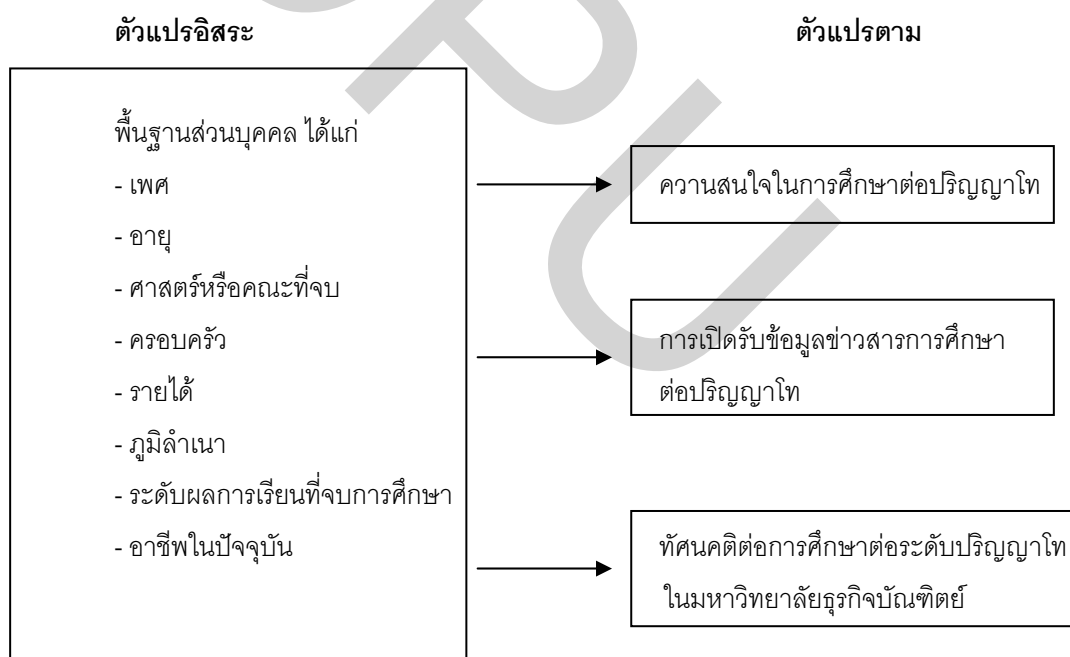 ตัวแปรอิสระ
ตัวแปรตาม
พื้นฐานส่วนบุคคล ได้แก่
- เพศ
- อายุ
- ศาสตร์หรือคณะที่จบ
- ครอบครัว
- รายได้
- ภูมิลำเนา
- ระดับผลการเรียนที่จบการศึกษา
- อาชีพในปัจจุบัน
ความสนใจในการศึกษาต่อปริญญาโท
การเปิดรับข้อมูลข่าวสารการศึกษา
ต่อปริญญาโท
ทัศนคติต่อการศึกษาต่อระดับปริญญาโท
ในมหาวิทยาลัยธุรกิจบัณฑิตย์
DPU